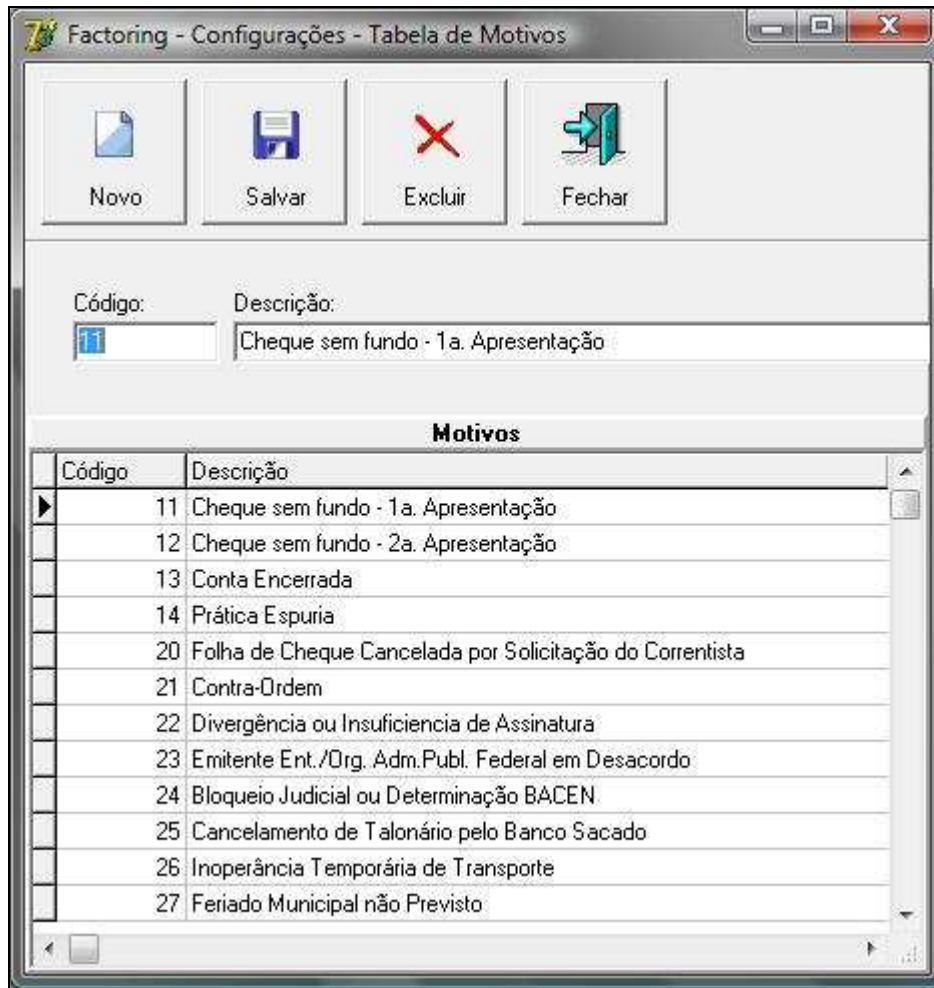 Factoring - Configurações - Tabela de Motivos
Novo Salvar Excluir Fechar
Código: Descrição:
11 Cheque sem fundo - 1a. Apresentação
Motivos
Código Descrição
11 Cheque sem fundo - 1a. Apresentação
12 Cheque sem fundo - 2a. Apresentação
13 Conta Encerrada
14 Prática Espuria
20 Folha de Cheque Cancelada por Solicitação do Correntista
21 Contra-Ordem
22 Divergência ou Insuficiencia de Assinatura
23 Emitente Ent./Org. Adm.Publ. Federal em Desacordo
24 Bloqueio Judicial ou Determinação BACEN
25 Cancelamento de Talonário pelo Banco Sacado
26 Inoperância Temporária de Transporte
27 Feriado Municipal não Previsto